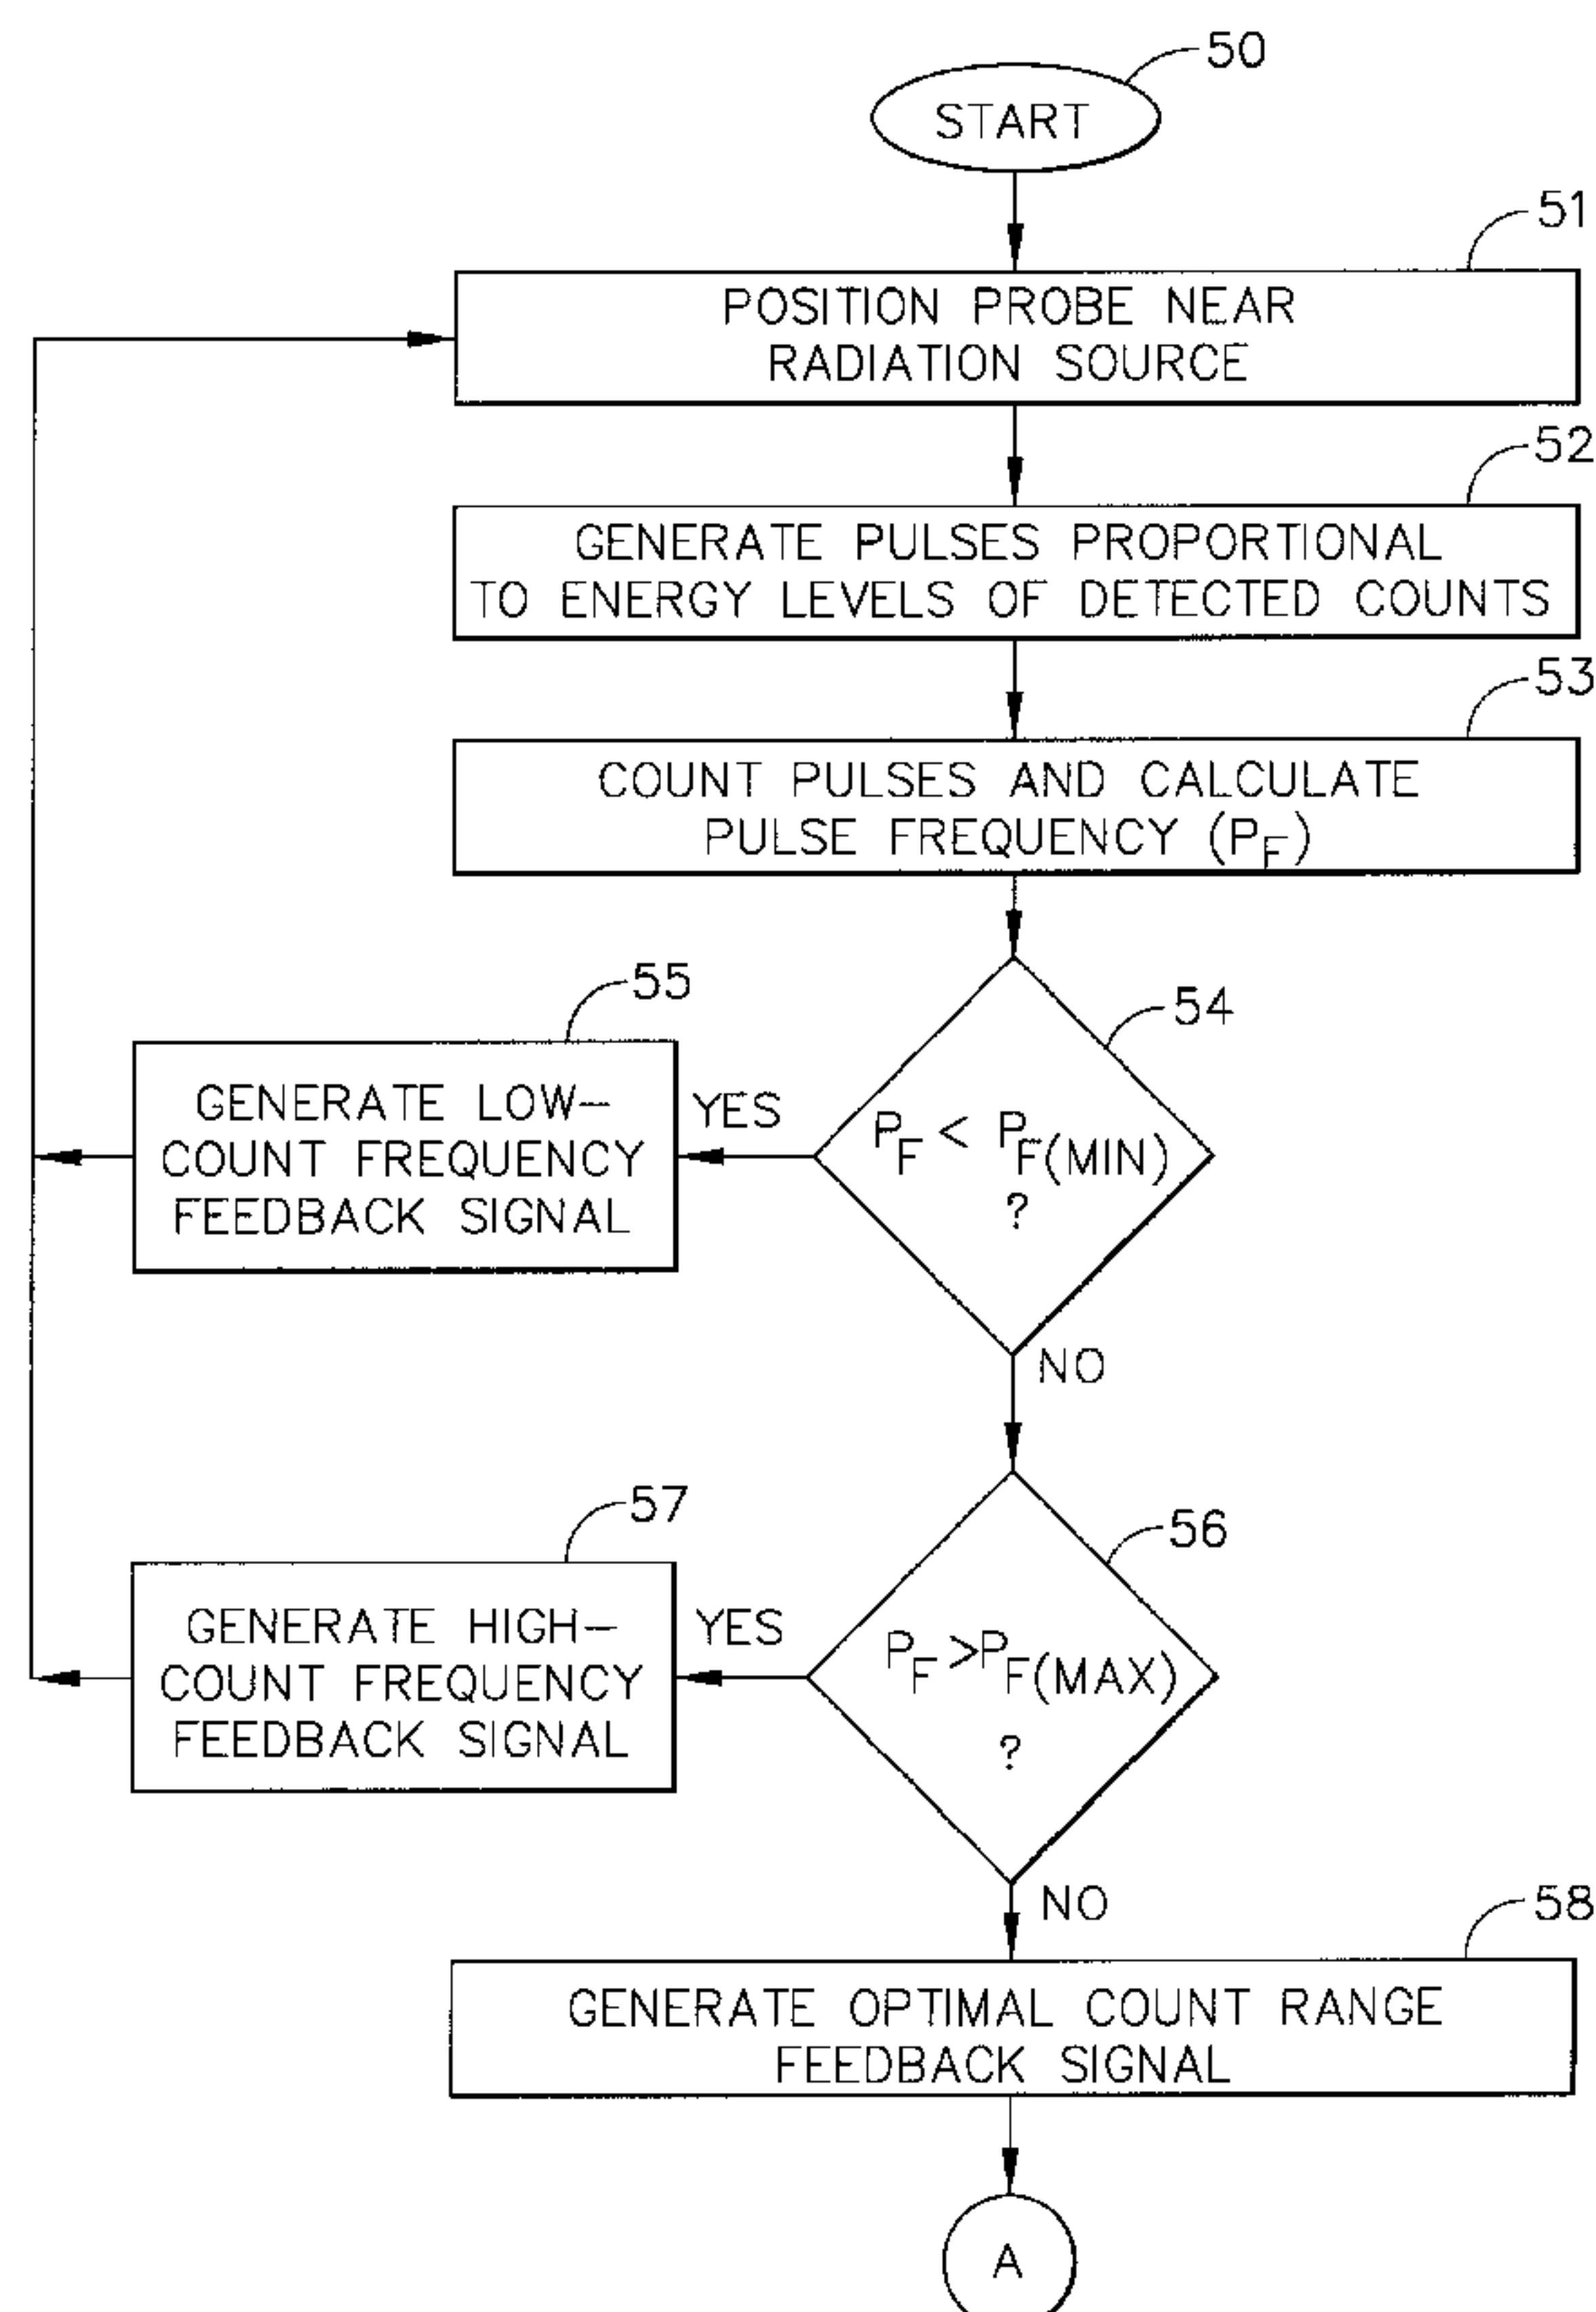 50
START
51
POSITION PROBE NEAR
RADIATION SOURCE
52
GENERATE PULSES PROPORTIONAL
TO ENERGY LEVELS OF DETECTED COUNTS
53
COUNT PULSES AND CALCULATE
PULSE FREQUENCY (PF)
55
54
GENERATE LOW-
COUNT FREQUENCY
FEEDBACK SIGNAL
YES
PF < PF(MIN)
?
NO
57
56
GENERATE HIGH-
COUNT FREQUENCY
FEEDBACK SIGNAL
YES
PF >PF(MAX)
?
NO
58
GENERATE OPTIMAL COUNT RANGE
FEEDBACK SIGNAL
A